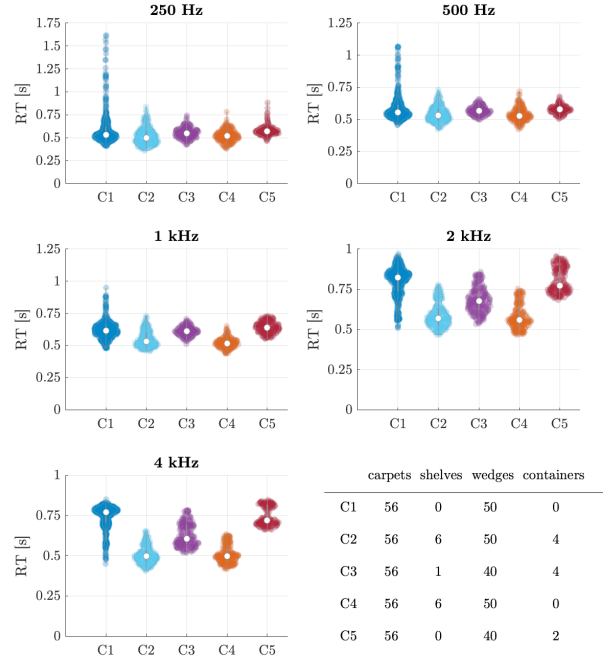 250 Hz
RT [s]
1.75
1.5
1.25
1
0.75
0.5
0.25
0
C1 C2 C3 C4 C5
500 Hz
RT [s]
1.25
1
0.75
0.5
0.25
0
C1 C2 C3 C4 C5
1 kHz
RT [s]
1.25
1
0.75
0.5
0.25
0
C1 C2 C3 C4 C5
2 kHz
RT [s]
1
0.75
0.5
0.25
0
C1 C2 C3 C4 C5
4 kHz
RT [s]
1
0.75
0.5
0.25
0
C1 C2 C3 C4 C5
carpets shelves wedges containers
C1 56 0 50 0
C2 56 6 50 4
C3 56 1 40 4
C4 56 6 50 0
C5 56 0 40 2